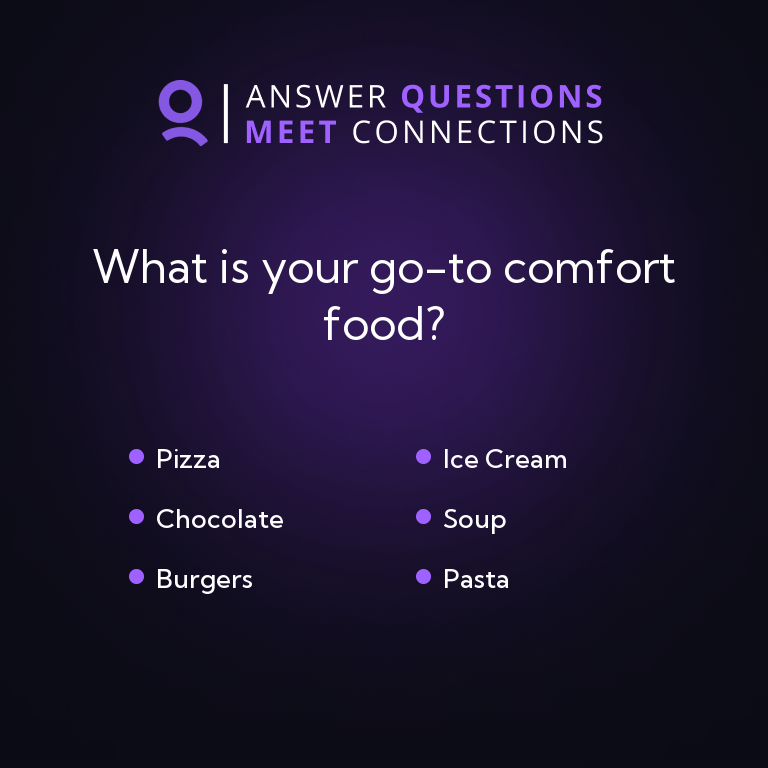 ANSWER QUESTIONS
MEET CONNECTIONS
What is your go-to comfort
food?
Pizza
Chocolate
Burgers
Ice Cream
Soup
Pasta